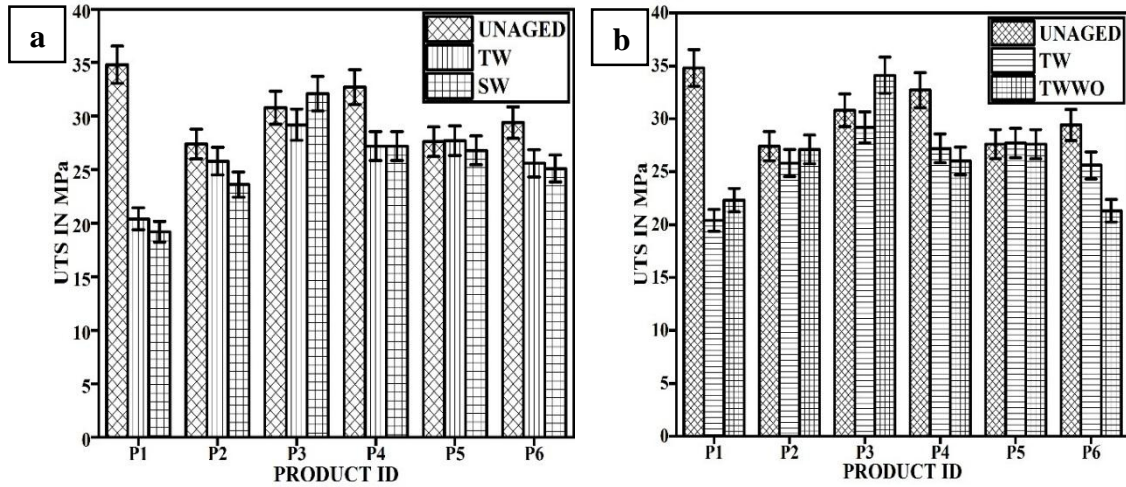 a
UNAGED
TW
SW
40
35
30
25
20
15
10
5
0
UTS IN MPa
P1 P2 P3 P4 P5 P6
PRODUCT ID
b
UNAGED
TW
TWWO
40
35
30
25
20
15
10
5
0
UTS IN MPa
P1 P2 P3 P4 P5 P6
PRODUCT ID